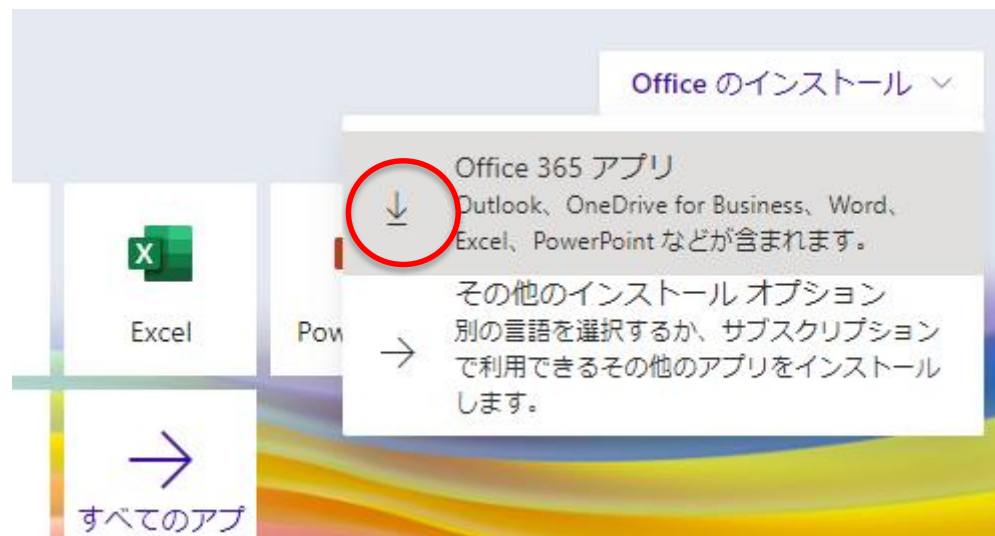 Office のインストール
Office 365 アプリ
Outlook、OneDrive for Business、Word、
Excel、PowerPoint などが含まれます。
その他のインストール オプション
別の言語を選択するか、サブスクリプション
で利用できるその他のアプリをインストール
します。
X
Excel
Pow
すべてのアプ